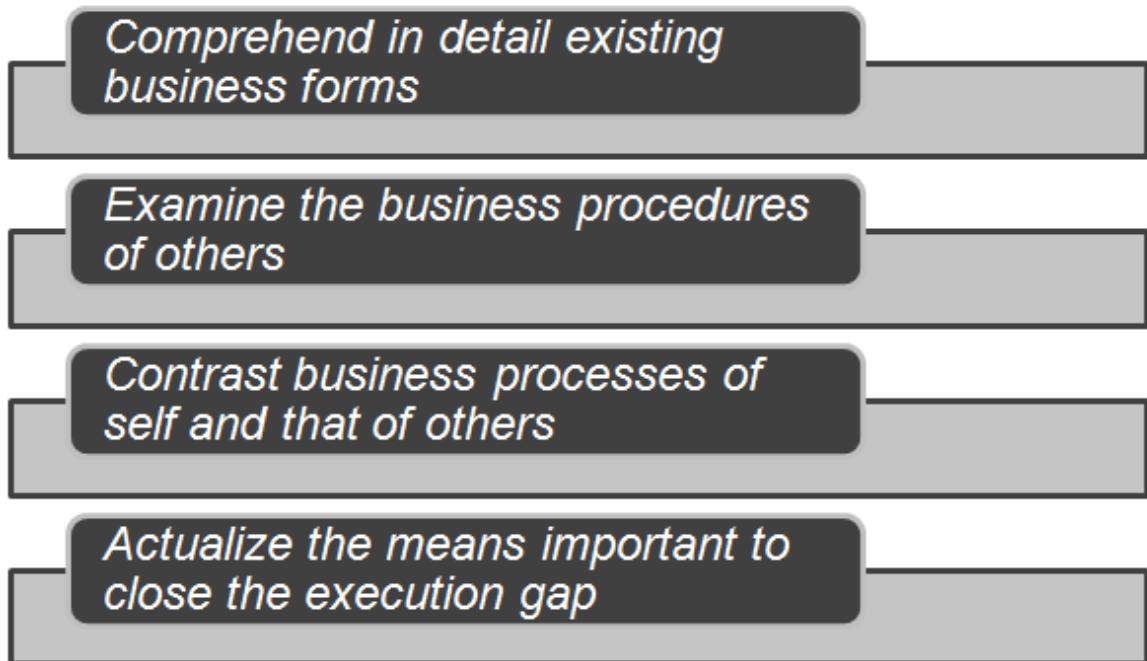 Comprehend in detail existing
business forms
Examine the business procedures
of others
Contrast business processes of
self and that of others
Actualize the means important to
close the execution gap